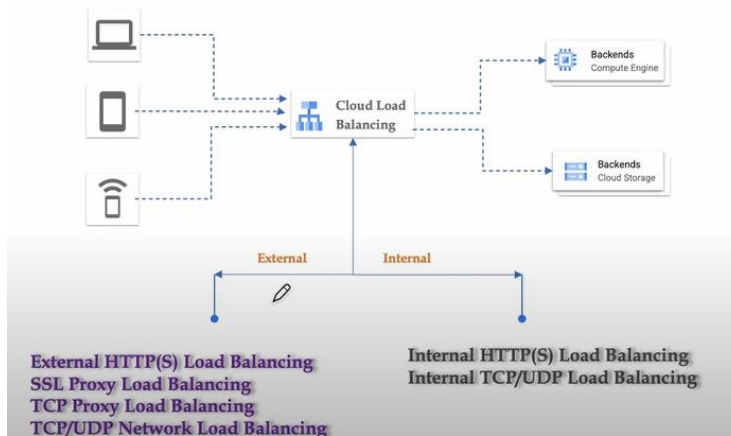 Cloud Load
Balancing
Backends
Compute Engine
Backends
Cloud Storage
External
Internal
External HTTP(S) Load Balancing
SSL Proxy Load Balancing
TCP Proxy Load Balancing
TCP/UDP Network Load Balancing
Internal HTTP(S) Load Balancing
Internal TCP/UDP Load Balancing